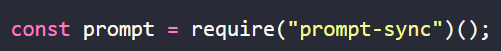 const prompt = require("prompt-sync")();